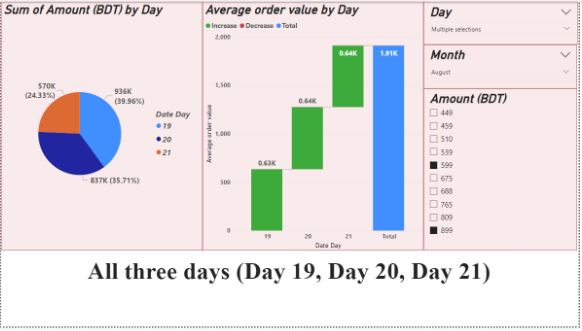 Sum of Amount (BDT) by Day
570K
(24.33%)
936K
(39.96%)
837K (35.71%)
Date Day
19
20
21
Average order value by Day
Increase Decrease Total
Average order value
2,000
1,500
1,000
500
0
0.63K
0.64K
0.64K
1.91K
19 20 21 Total
Date Day
Day
Multiple selections
Month
August
Amount (BDT)
449
459
510
539
599
675
688
765
809
899
All three days (Day 19, Day 20, Day 21)